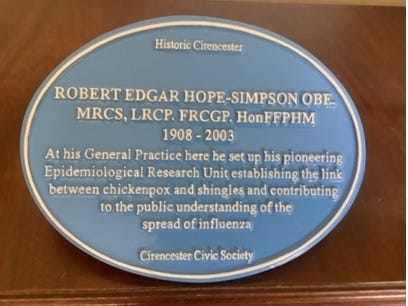 Historic Cirencester
ROBERT EDGAR HOPE-SIMPSON OBE.
MRCS, LRCP. FRCGP. HonFFPHM
1908 - 2003
At his General Practice here he set up his pioneering
Epidemiological Research Unit, establishing the link
between chickenpox and shingles and contributing
to the public understanding of the
spread of influenza
Cirencester Civic Society